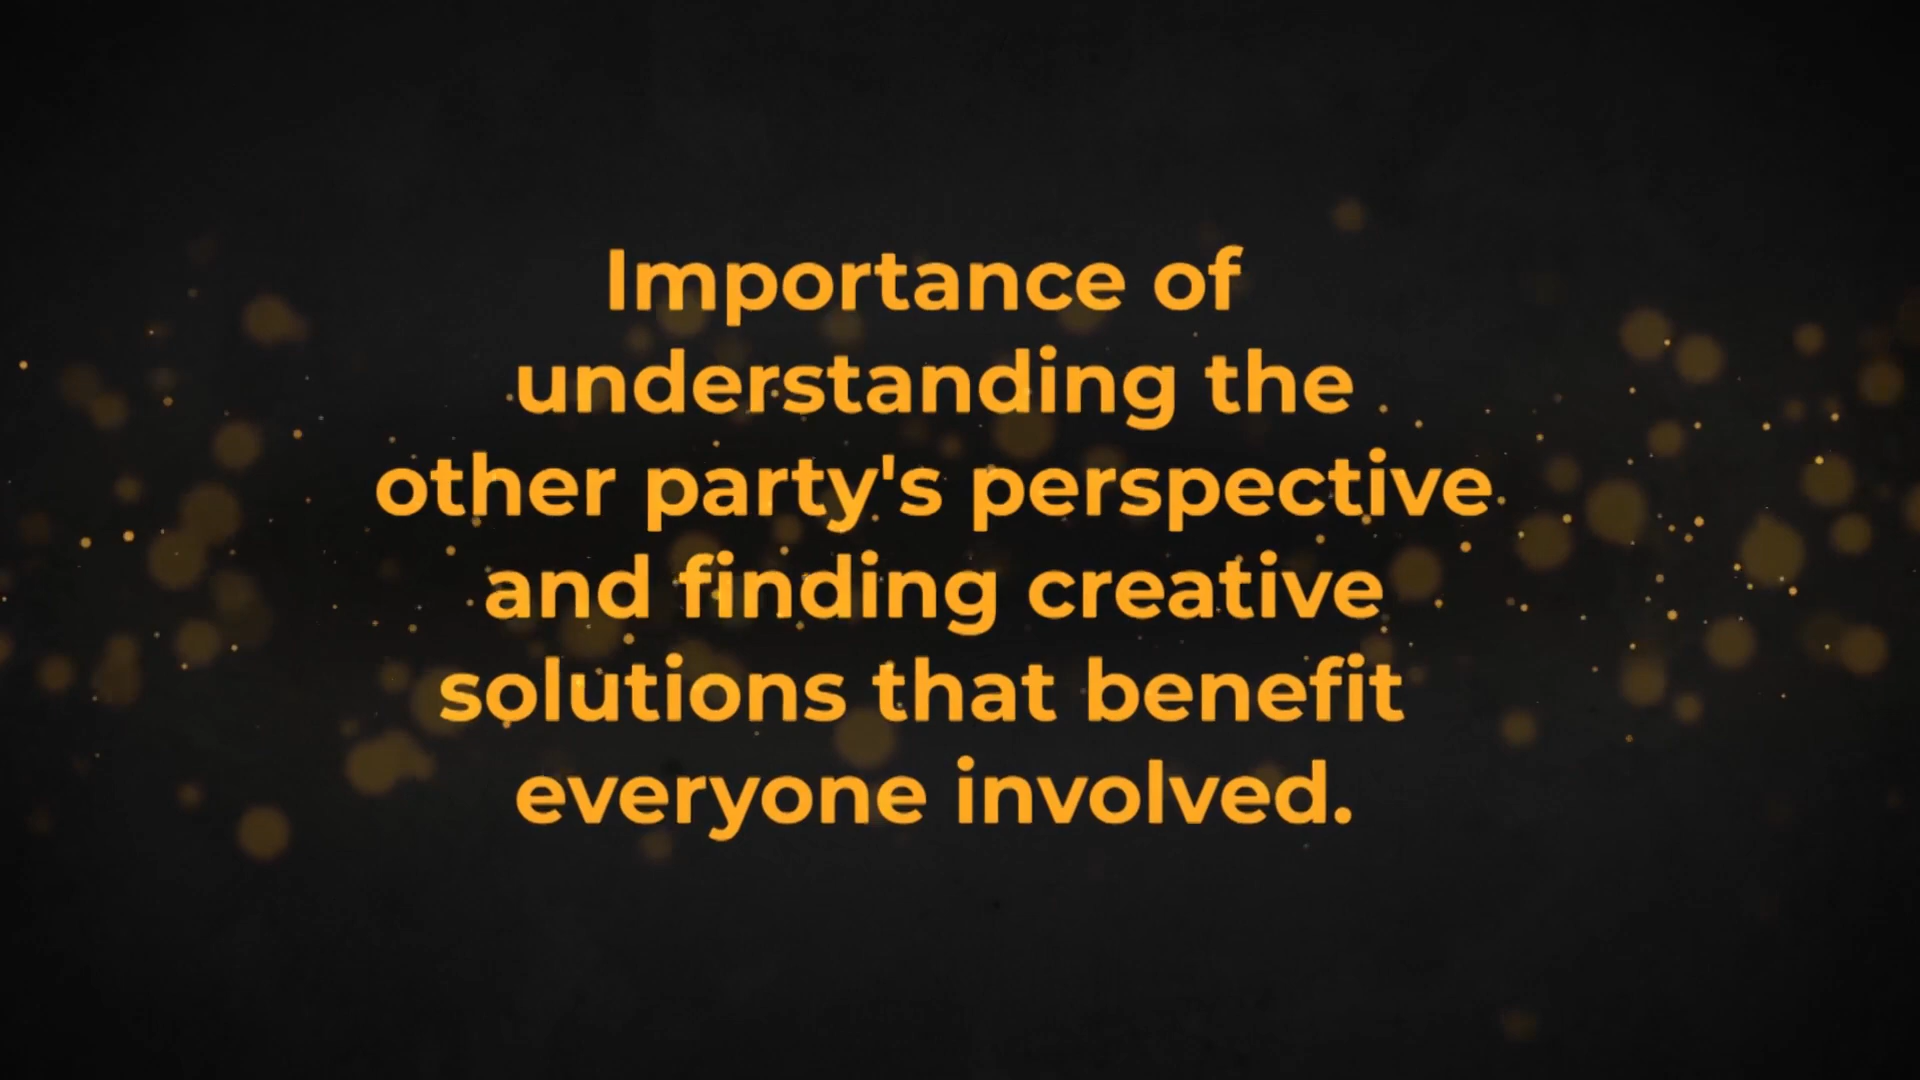 Importance of
understanding the
other party's perspective
and finding creative
solutions that benefit
everyone involved.